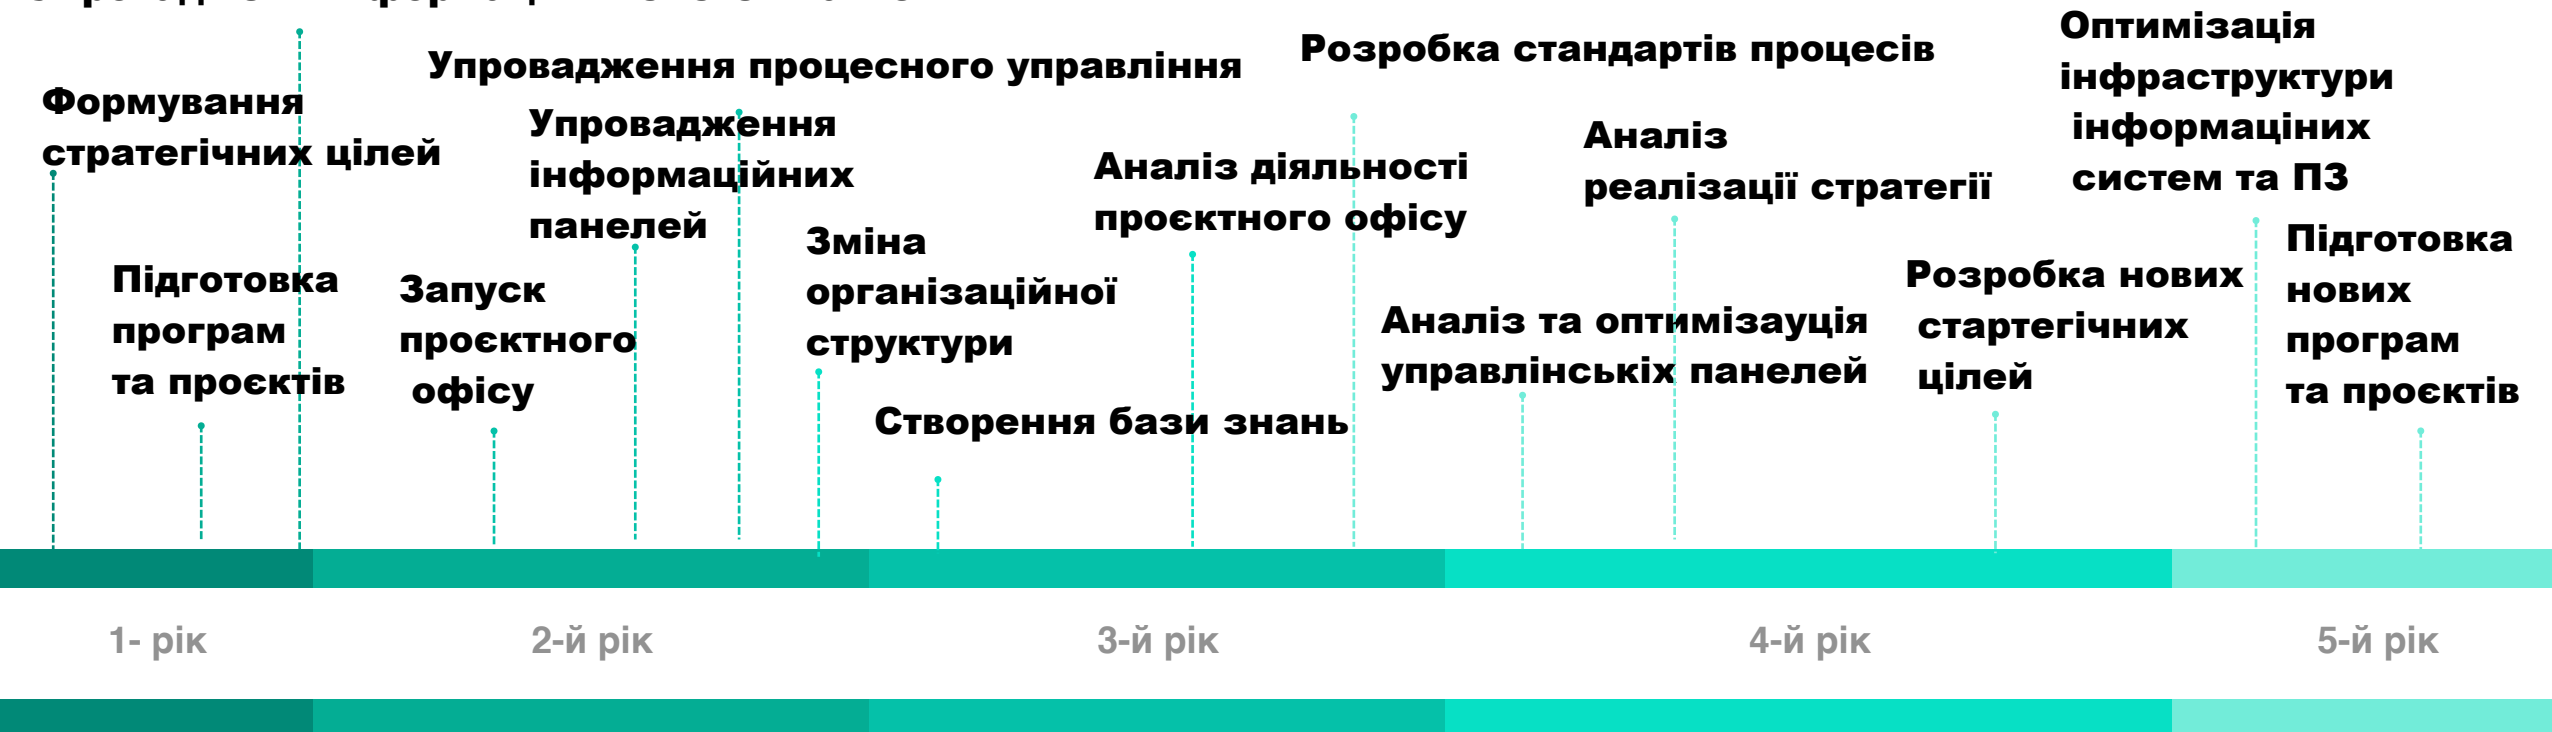 Формування
стратегічних цілей
Підготовка
програм
та проєктів
Упровадження процесного управління
Упровадження
інформаційних
панелей
Запуск
проєктного
офісу
Зміна
організаційної
структури
Створення бази знань
Аналіз діяльності
проєктного офісу
Розробка стандартів процесів
Аналіз
реалізації стратегії
Аналіз та оптимізауція
управлінськіх панелей
Розробка нових
стартегічних
цілей
Оптимізація
інфраструктури
інформаціних
систем та ПЗ
Підготовка
нових
програм
та проєктів
1- рік
2-й рік
3-й рік
4-й рік
5-й рік